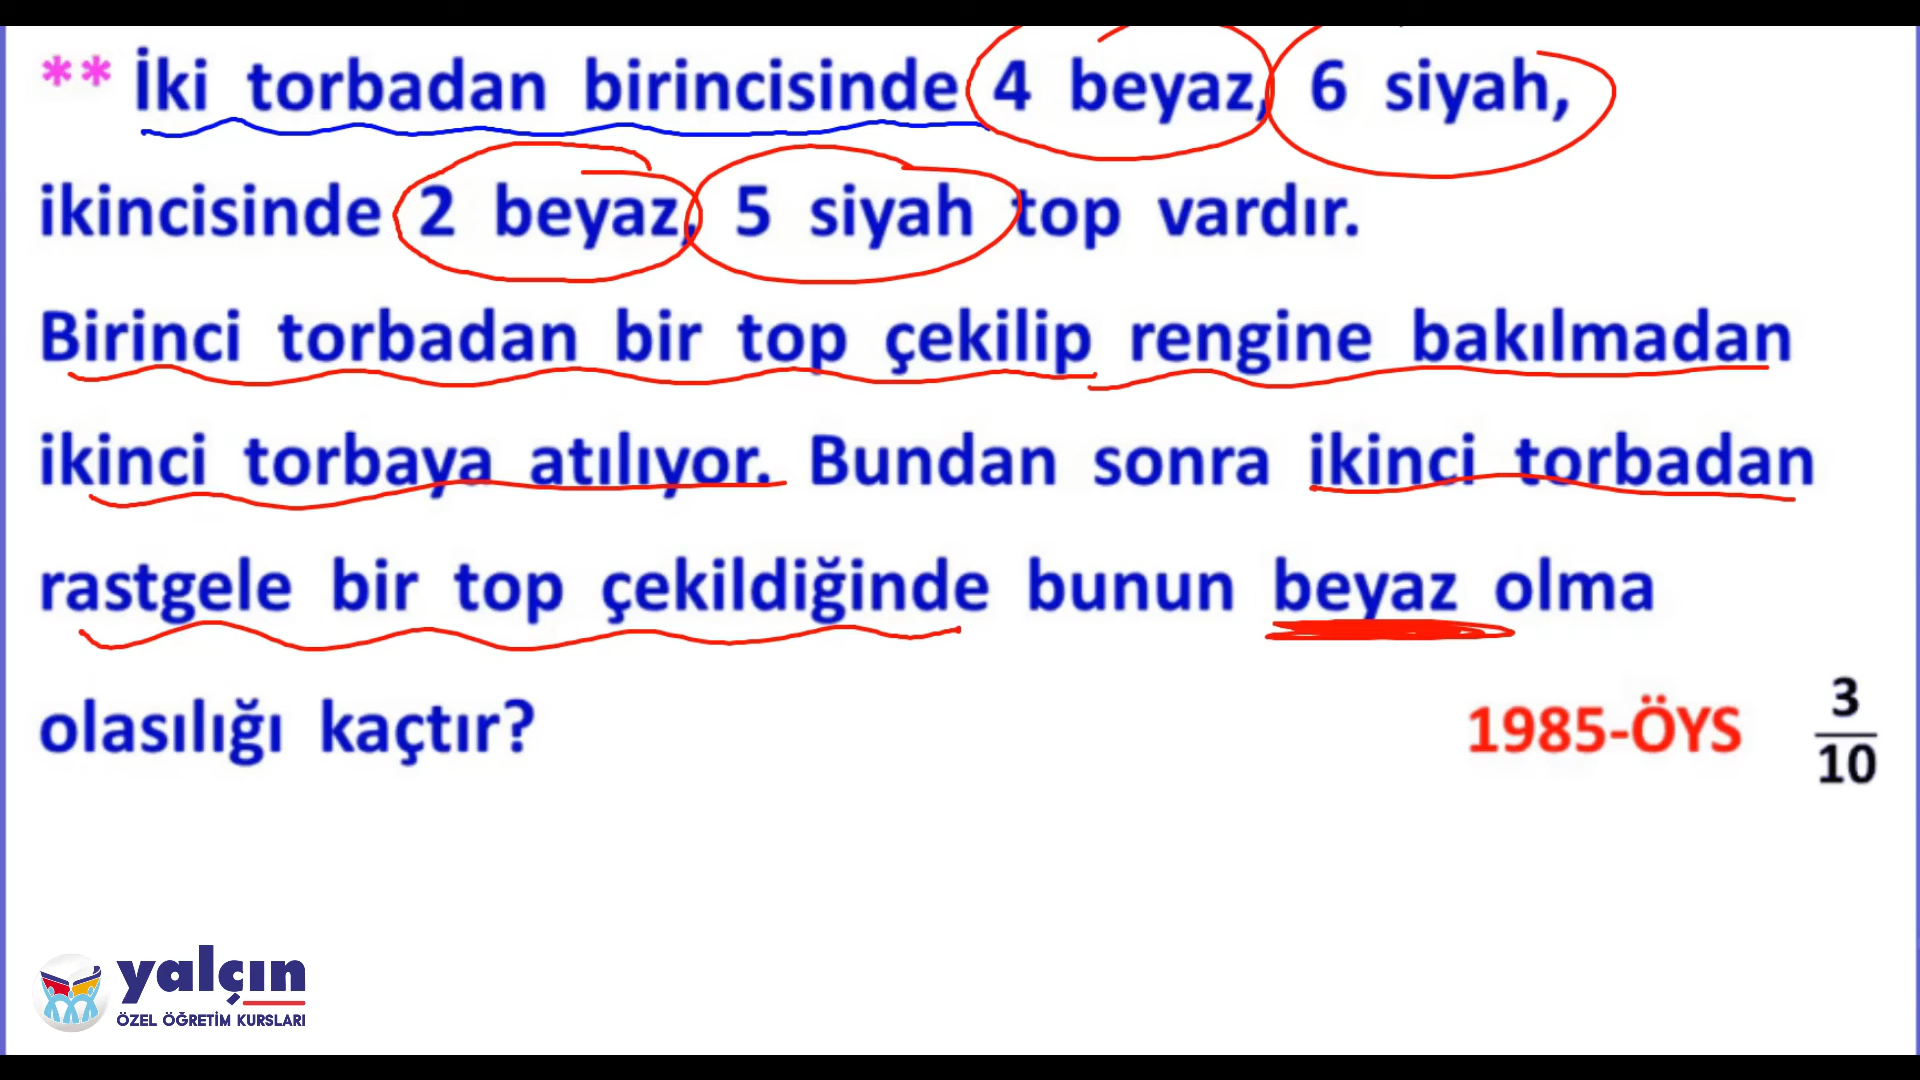 ** İki torbadan birincisinde 4 beyaz, 6 siyah,
ikincisinde 2 beyaz, 5 siyah top vardır.
Birinci torbadan bir top çekilip rengine bakılmadan
ikinci torbaya atılıyor. Bundan sonra ikinci torbadan
rastgele bir top çekildiğinde bunun beyaz olma
olasılığı kaçtır?
1985-ÖYS
3
10
yalçın
ÖZEL ÖĞRETİM KURSLARI